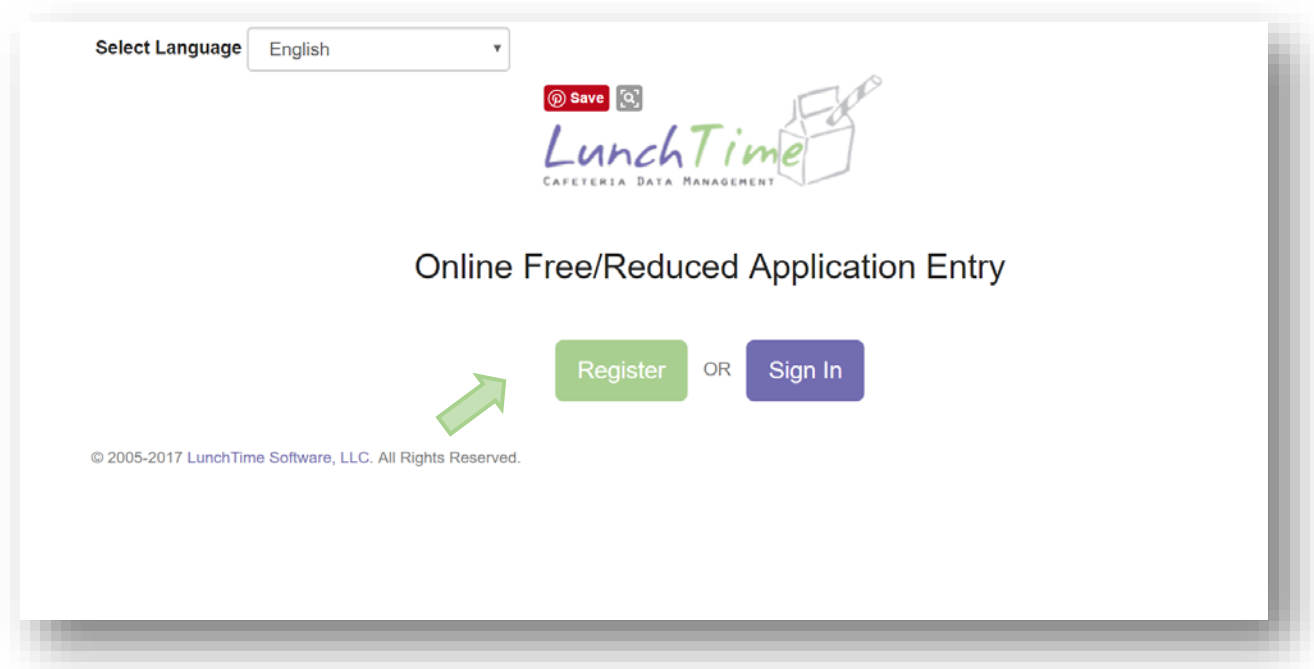 Select Language English
Save
LunchTime
CAFETERIA DATA MANAGEMENT
Online Free/Reduced Application Entry
Register OR Sign In
© 2005-2017 LunchTime Software, LLC. All Rights Reserved.